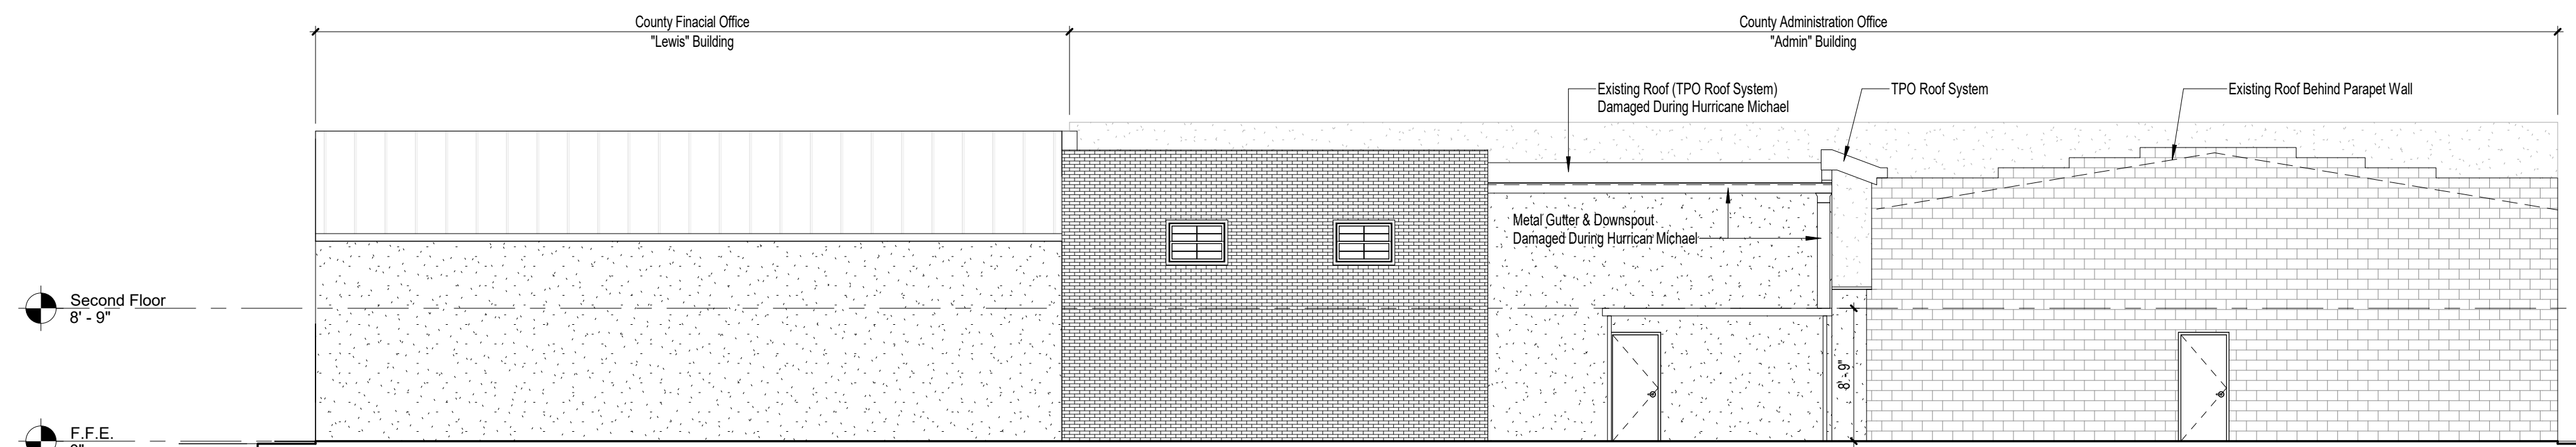 County Finacial Office
"Lewis" Building
County Administration Office
"Admin" Building
Existing Roof (TPO Roof System)
Damaged During Hurricane Michael
TPO Roof System
Existing Roof Behind Parapet Wall
Metal Gutter & Downspout
Damaged During Hurrican Michael
Second Floor
8' - 9"
8' - 9"
F.F.E.